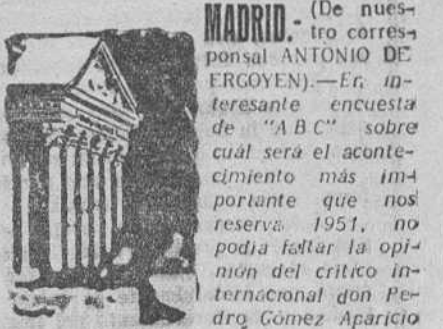 MADRID.- (De nues-
tro corres-
ponsal ANTONIO DE
ERGOYEN).—En in-
teresante encuesta
de "A B C" sobre
cuál será el aconte-
cimiento más im-
portante que nos
reserva 1951, no
podía faltar la opi-
nión del crítico in-
ternacional don Pe-
dro Gómez Aparicio